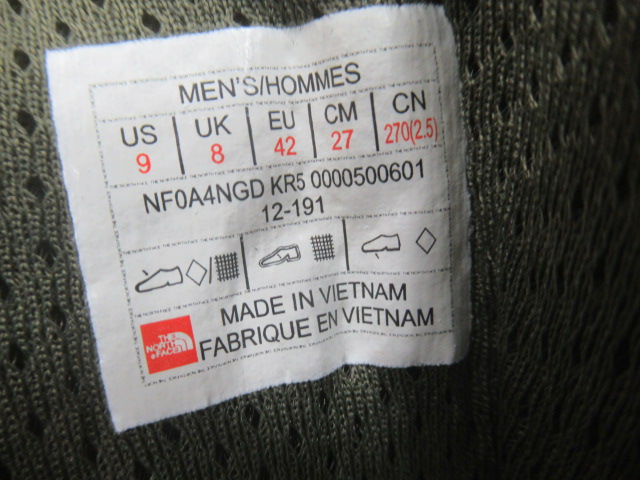 MEN'S/HOMMES
US | UK | EU | CM | CN
9 | 8 | 42 | 27 | 270(2.5)
NF0A4NGD KR5 0000500601
12-191
MADE IN VIETNAM
FABRIQUE EN VIETNAM
THE
NORTH
FACE